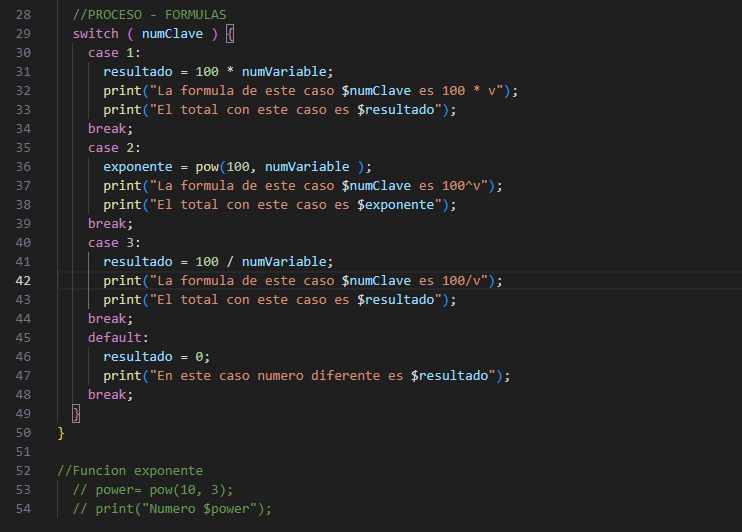 28 //PROCESO - FORMULAS
29 switch ( numClave ) {
30 case 1:
31 resultado = 100 * numVariable;
32 print("La formula de este caso $numClave es 100 * v");
33 print("El total con este caso es $resultado");
34 break;
35 case 2:
36 exponente = pow(100, numVariable );
37 print("La formula de este caso $numClave es 100^v");
38 print("El total con este caso es $exponente");
39 break;
40 case 3:
41 resultado = 100 / numVariable;
42 print("La formula de este caso $numClave es 100/v");
43 print("El total con este caso es $resultado");
44 break;
45 default:
46 resultado = 0;
47 print("En este caso numero diferente es $resultado");
48 break;
49 }
50 }
51
52 //Funcion exponente
53 // power= pow(10, 3);
54 // print("Numero $power");